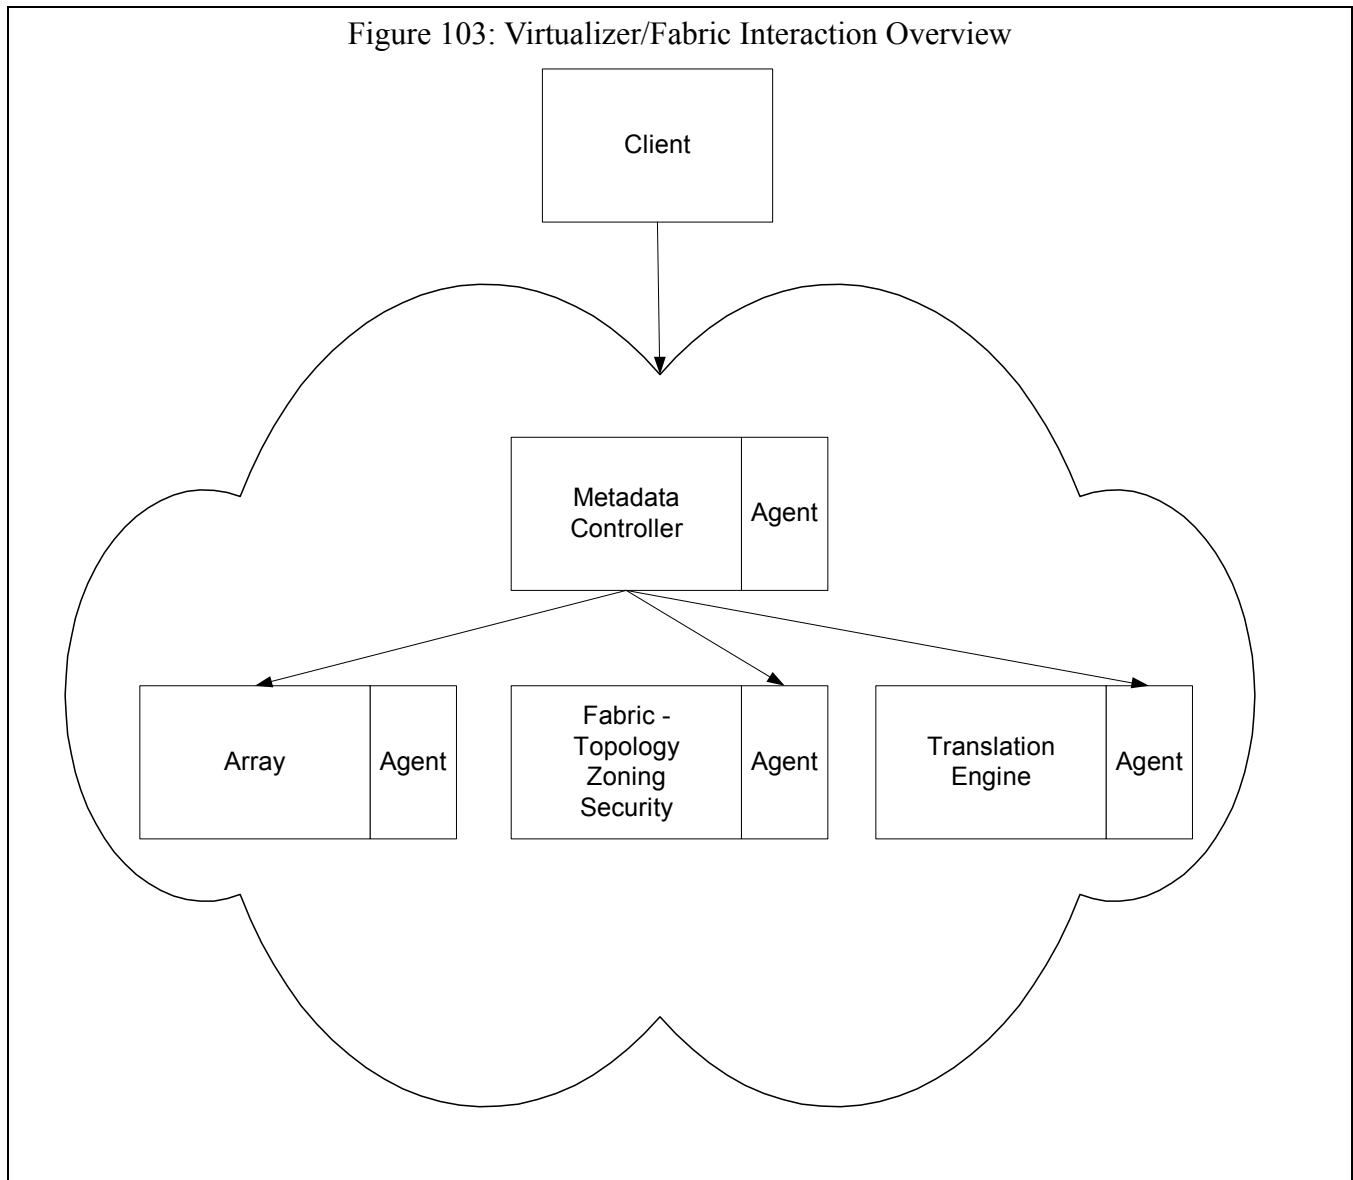 Figure 103: Virtualizer/Fabric Interaction Overview
Client
Metadata
Controller
Agent
Array
Agent
Fabric -
Topology
Zoning
Security
Agent
Translation
Engine
Agent